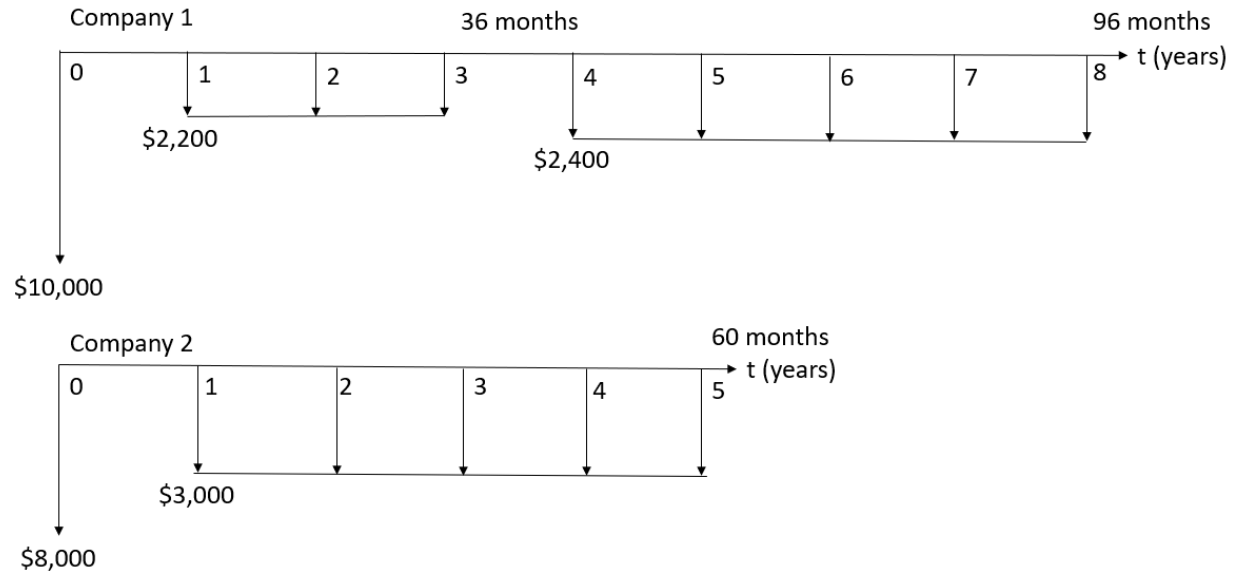 Company 1
36 months
96 months
t (years)
0
1
2
3
4
5
6
7
8
$2,200
$2,400
$10,000
Company 2
60 months
t (years)
0
1
2
3
4
5
$3,000
$8,000